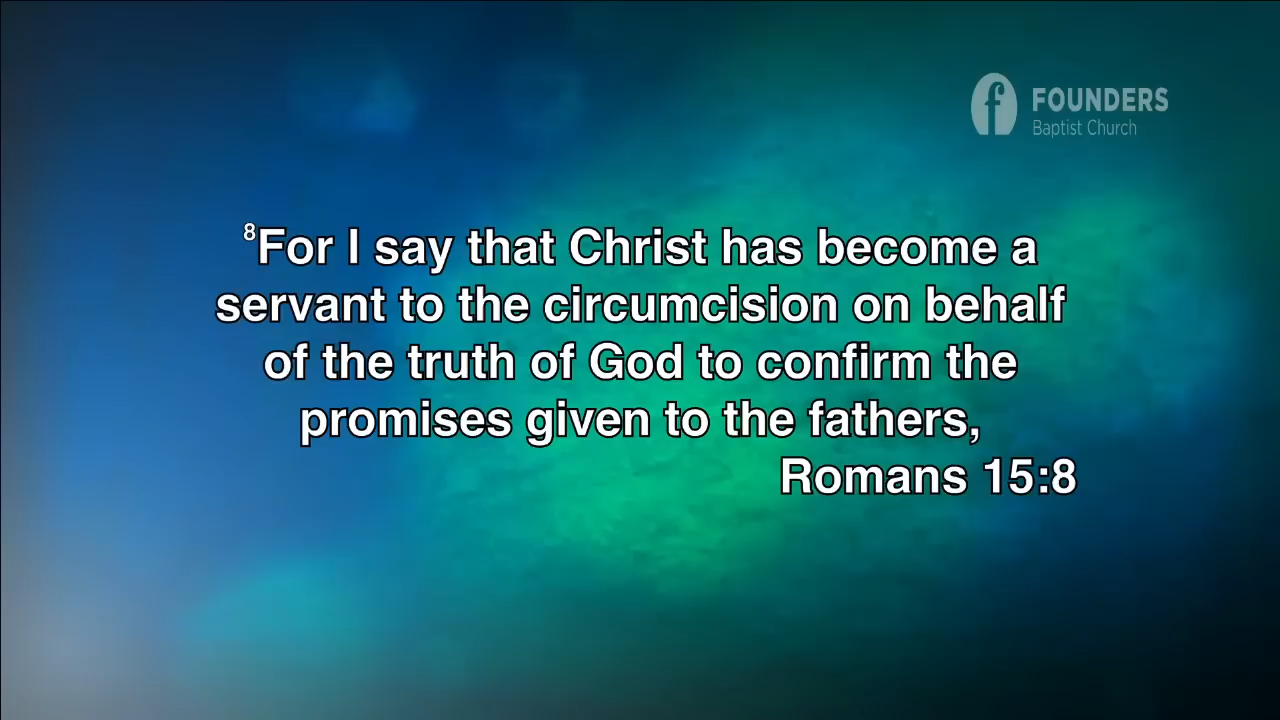 FOUNDERS
Baptist Church
⁸For I say that Christ has become a
servant to the circumcision on behalf
of the truth of God to confirm the
promises given to the fathers,
Romans 15:8